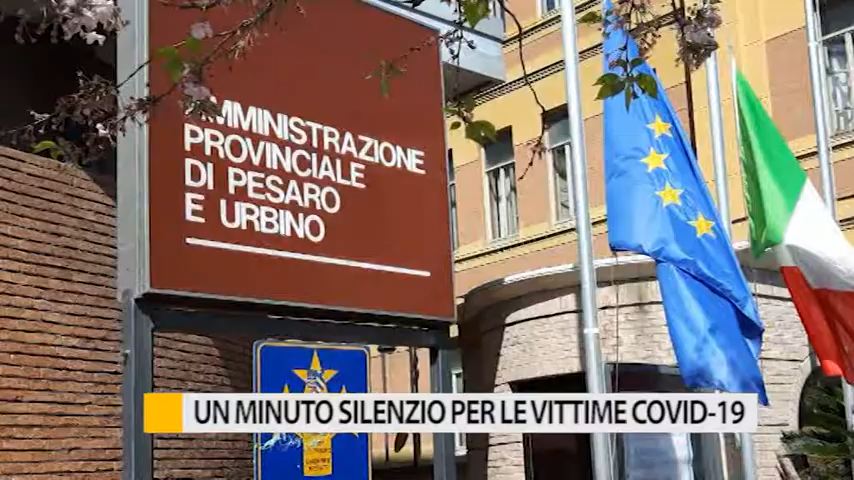 AMMINISTRAZIONE
PROVINCIALE
DI PESARO
E URBINO
UN MINUTO SILENZIO PER LE VITTIME COVID-19